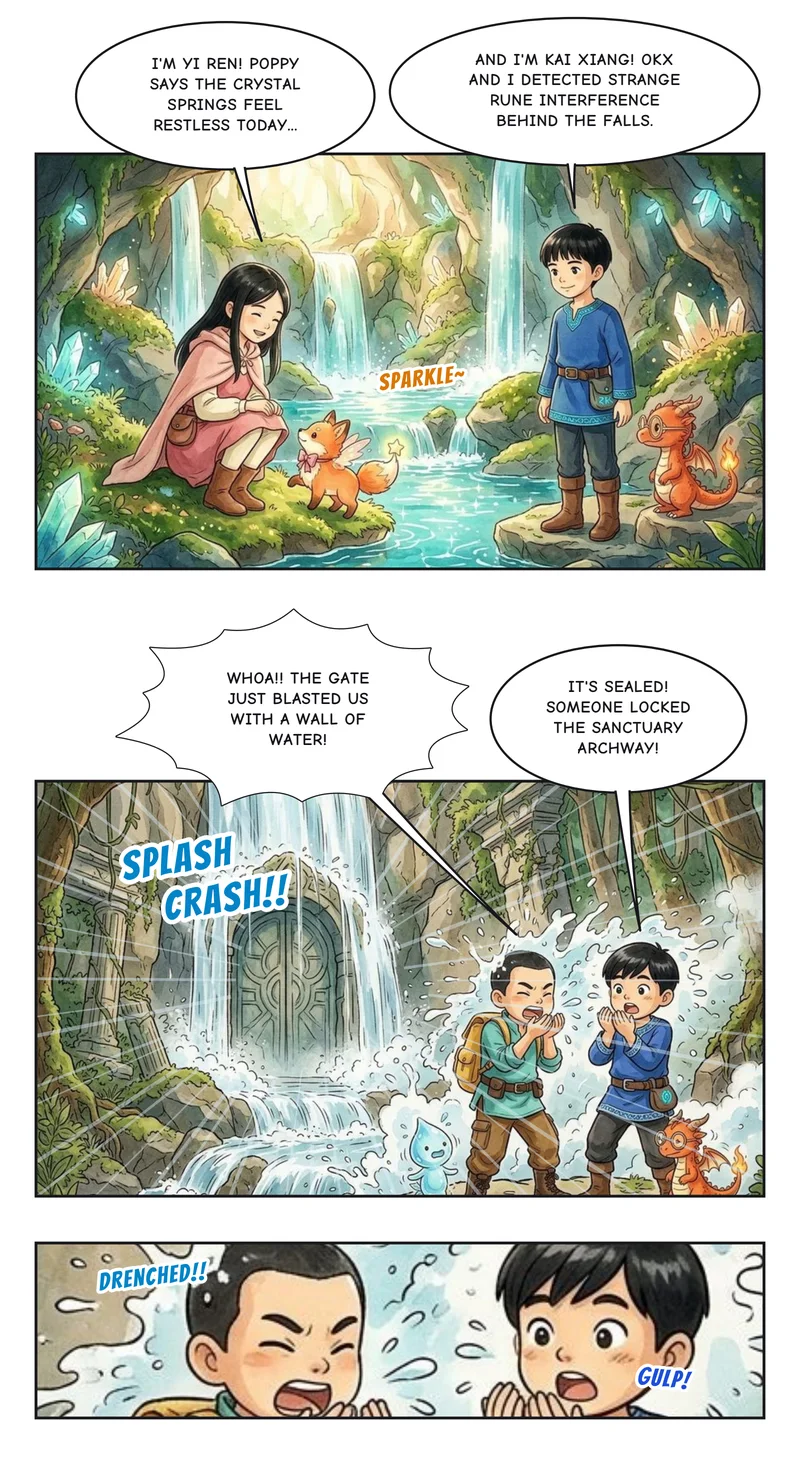 I'M YI REN! POPPY
SAYS THE CRYSTAL
SPRINGS FEEL
RESTLESS TODAY...
AND I'M KAI XIANG! OKX
AND I DETECTED STRANGE
RUNE INTERFERENCE
BEHIND THE FALLS.
SPARKLE~
WHOA!! THE GATE
JUST BLASTED US
WITH A WALL OF
WATER!
IT'S SEALED!
SOMEONE LOCKED
THE SANCTUARY
ARCHWAY!
SPLASH
CRASH!!
DRENCHED!!
GULP!